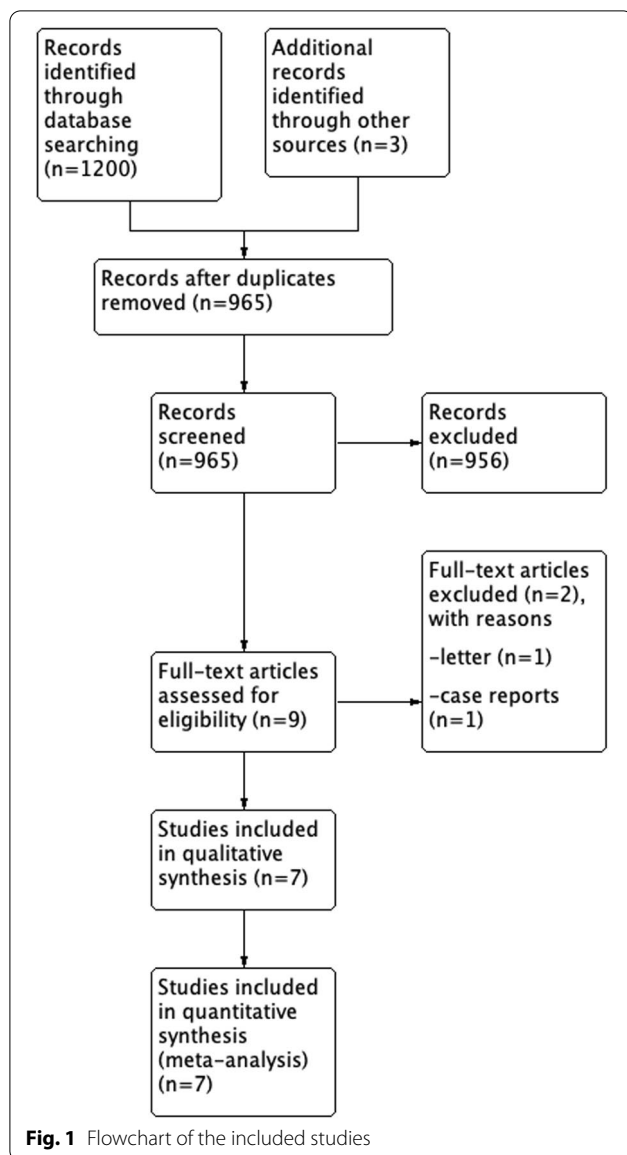 Records
identified
through
database
searching
(n=1200)
Additional
records
identified
through other
sources (n=3)
Records after duplicates
removed (n=965)
Records
screened
(n=965)
Records
excluded
(n=956)
Full-text articles
excluded (n=2),
with reasons
-letter (n=1)
-case reports
(n=1)
Full-text articles
assessed for
eligibility (n=9)
Studies included
in qualitative
synthesis (n=7)
Studies included
in quantitative
synthesis
(meta-analysis)
(n=7)
Fig. 1 Flowchart of the included studies